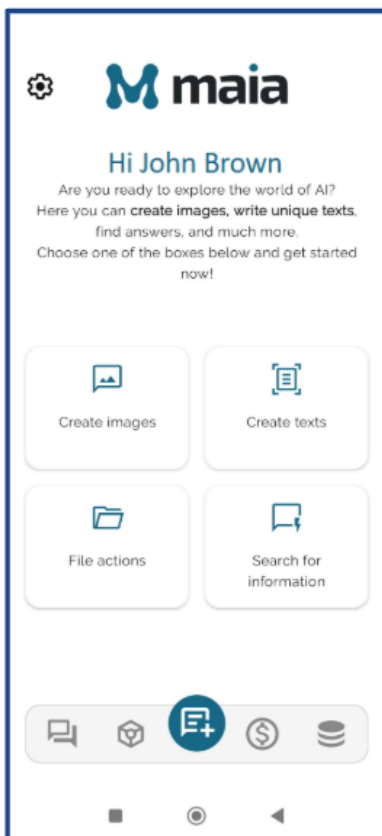 maia
Hi John Brown
Are you ready to explore the world of AI?
Here you can create images, write unique texts,
find answers, and much more.
Choose one of the boxes below and get started
now!
Create images
Create texts
File actions
Search for
information